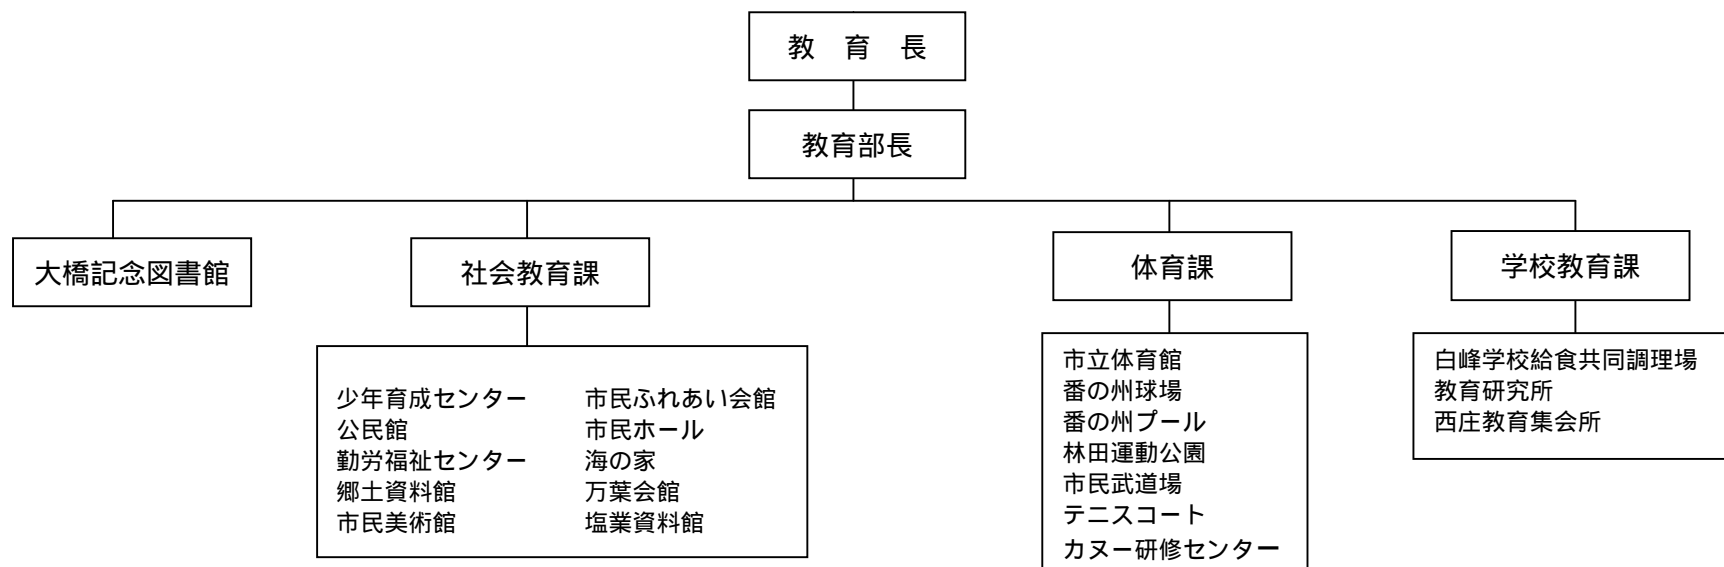 教　育　長
教育部長
大橋記念図書館
社会教育課
体育課
学校教育課
少年育成センター
公民館
勤労福祉センター
郷土資料館
市民美術館
市民ふれあい会館
市民ホール
海の家
万葉会館
塩業資料館
市立体育館
番の州球場
番の州プール
林田運動公園
市民武道場
テニスコート
カヌー研修センター
白峰学校給食共同調理場
教育研究所
西庄教育集会所